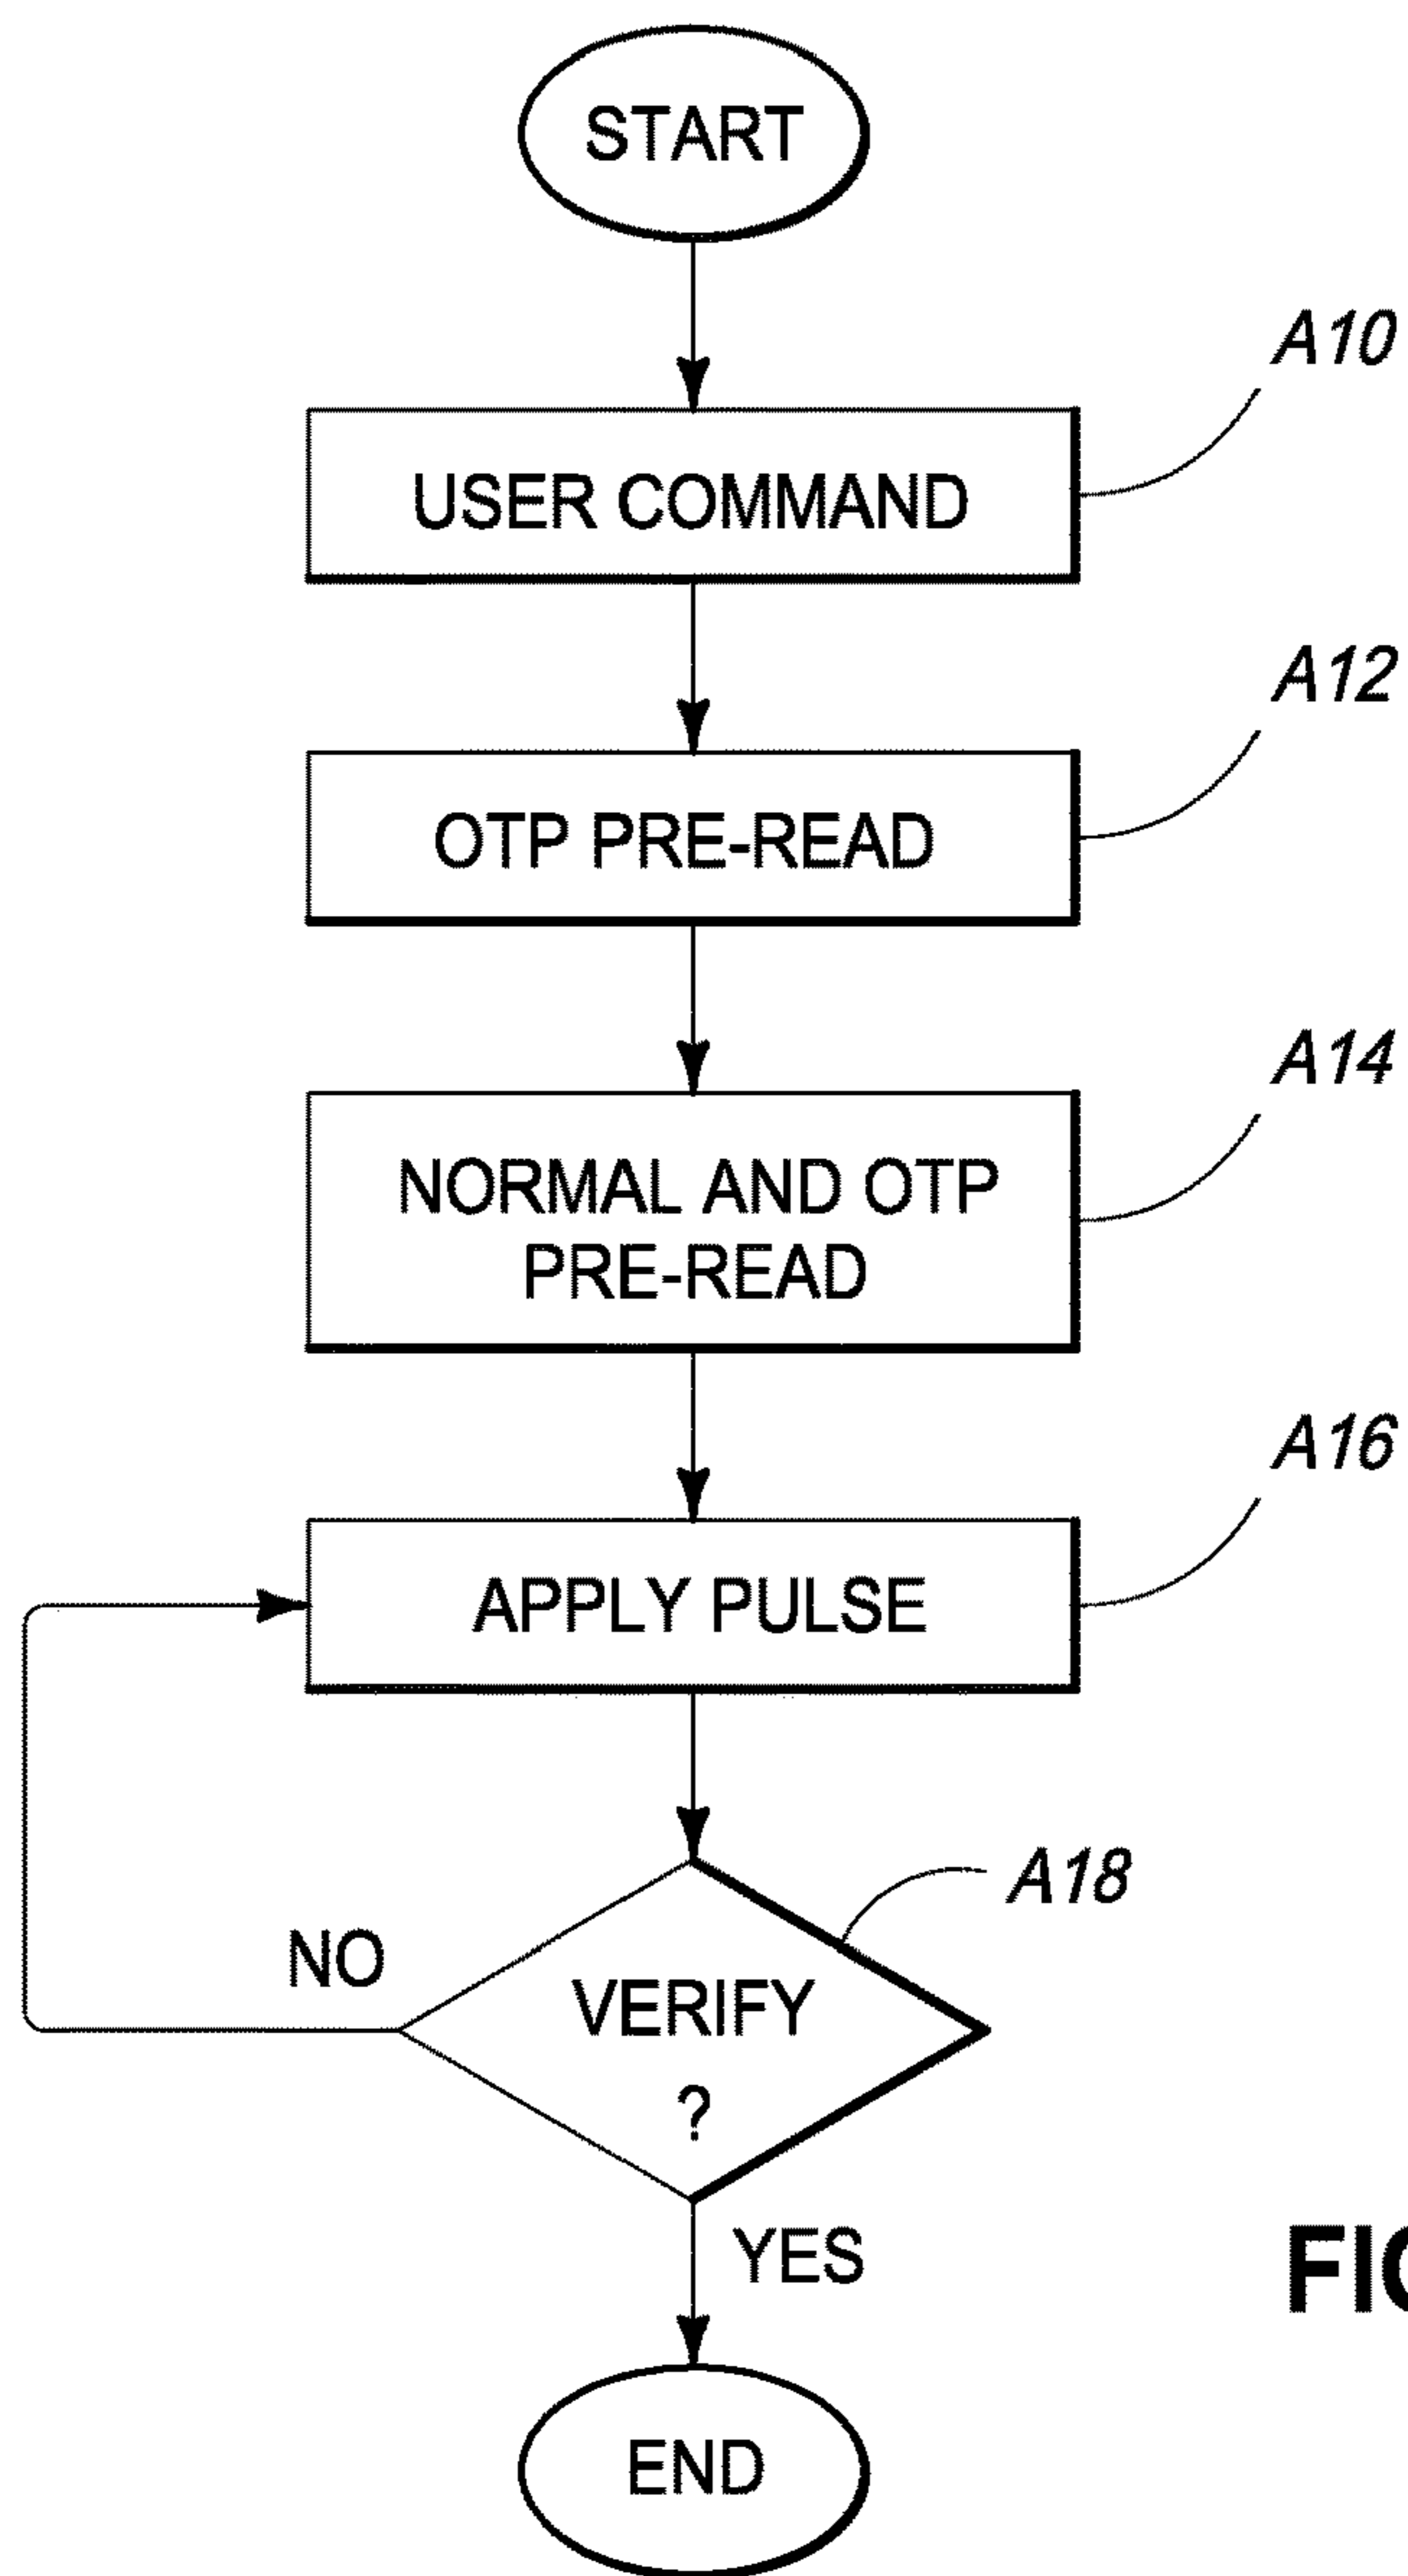 START
A10
USER COMMAND
A12
OTP PRE-READ
A14
NORMAL AND OTP
PRE-READ
A16
APPLY PULSE
A18
NO
VERIFY
?
YES
END